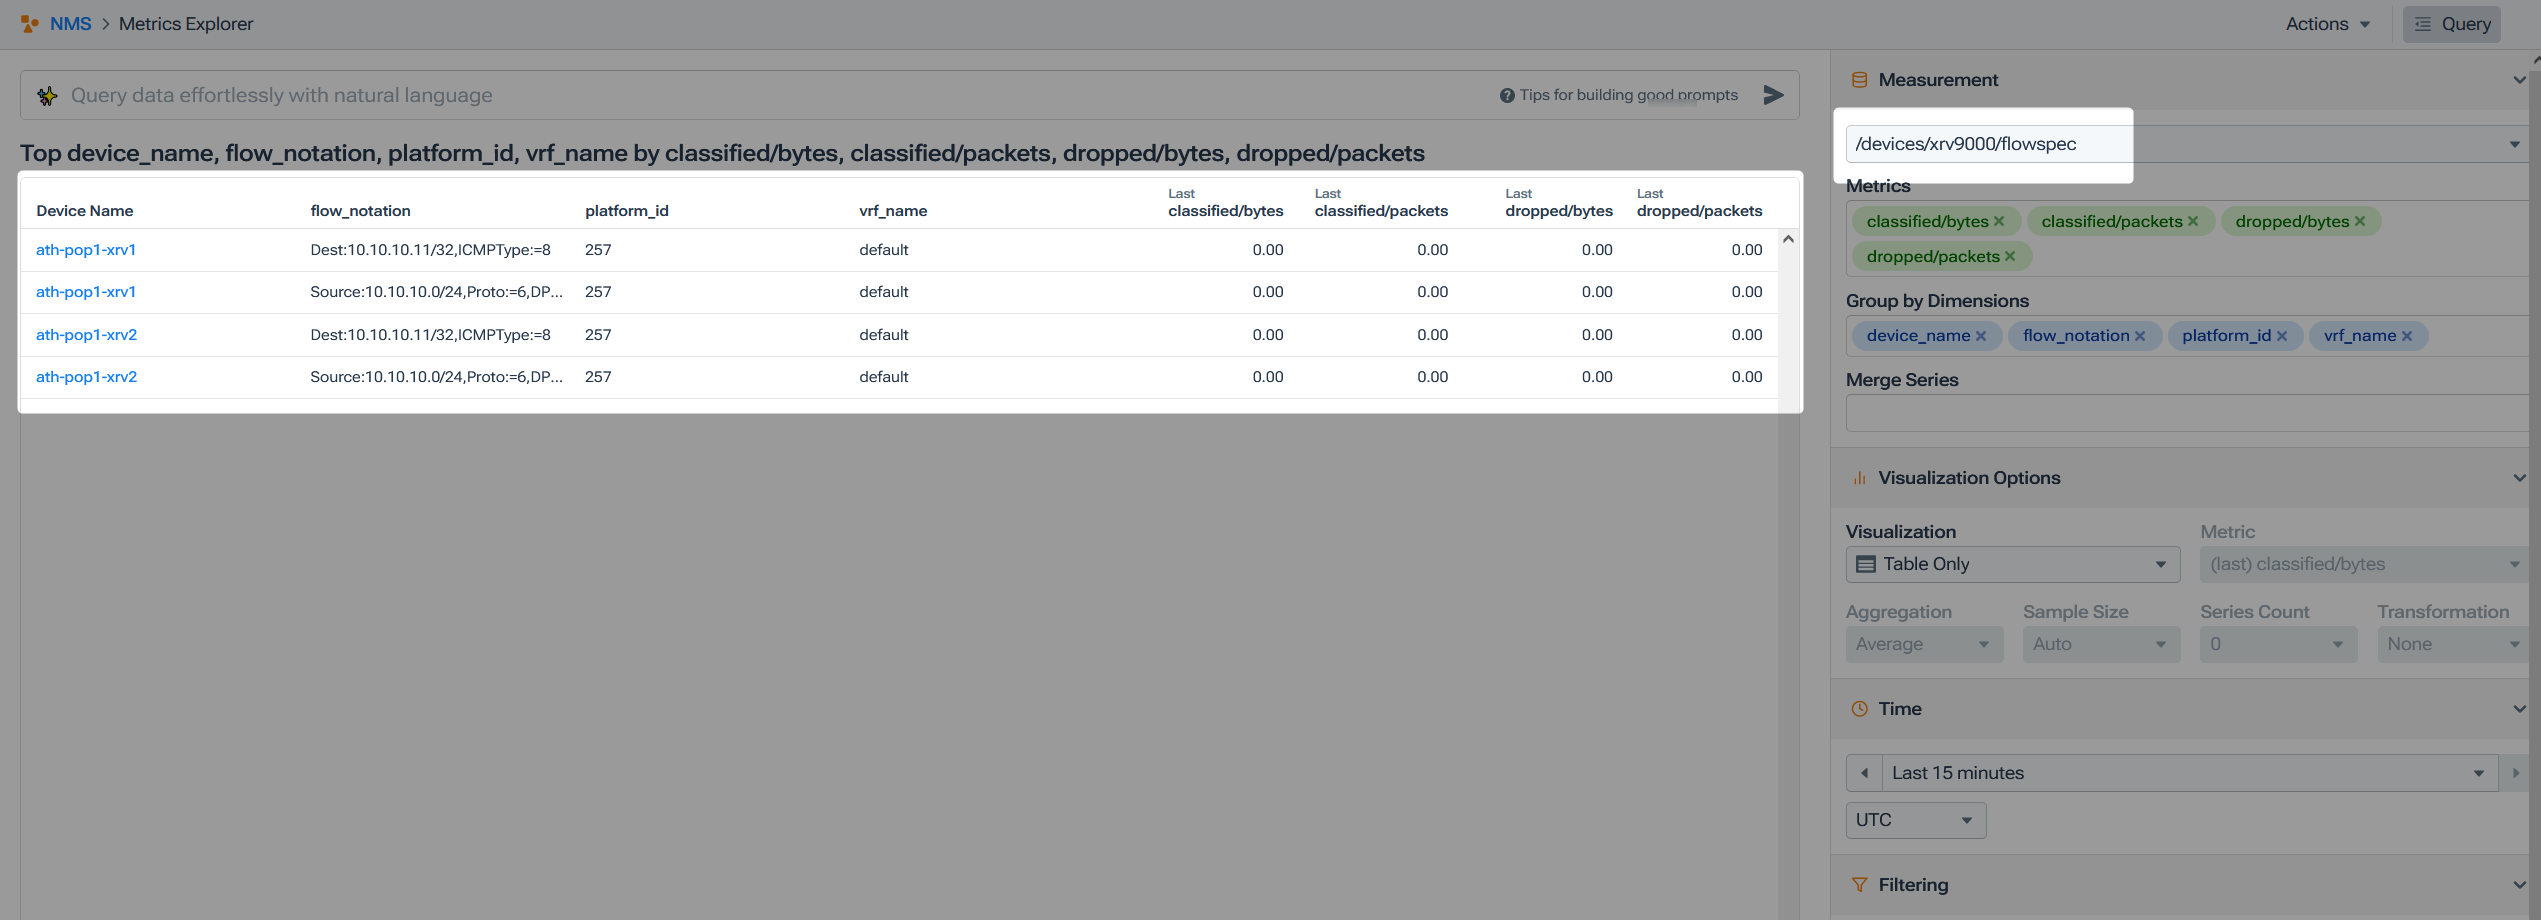 NMS > Metrics Explorer
Actions
Query
Query data effortlessly with natural language
Tips for building good prompts
Top device_name, flow_notation, platform_id, vrf_name by classified/bytes, classified/packets, dropped/bytes, dropped/packets
Last Last Last Last
Device Name flow_notation platform_id vrf_name classified/bytes classified/packets dropped/bytes dropped/packets
ath-pop1-xrv1 Dest:10.10.10.11/32,ICMPType:=8 257 default 0.00 0.00 0.00 0.00
ath-pop1-xrv1 Source:10.10.10.0/24,Proto:=6,DP... 257 default 0.00 0.00 0.00 0.00
ath-pop1-xrv2 Dest:10.10.10.11/32,ICMPType:=8 257 default 0.00 0.00 0.00 0.00
ath-pop1-xrv2 Source:10.10.10.0/24,Proto:=6,DP... 257 default 0.00 0.00 0.00 0.00
Measurement
/devices/xrv9000/flowspec
Metrics
classified/bytes classified/packets dropped/bytes
dropped/packets
Group by Dimensions
device_name flow_notation platform_id vrf_name
Merge Series
Visualization Options
Visualization Metric
Table Only (last) classified/bytes
Aggregation Sample Size Series Count Transformation
Average Auto 0 None
Time
Last 15 minutes
UTC
Filtering